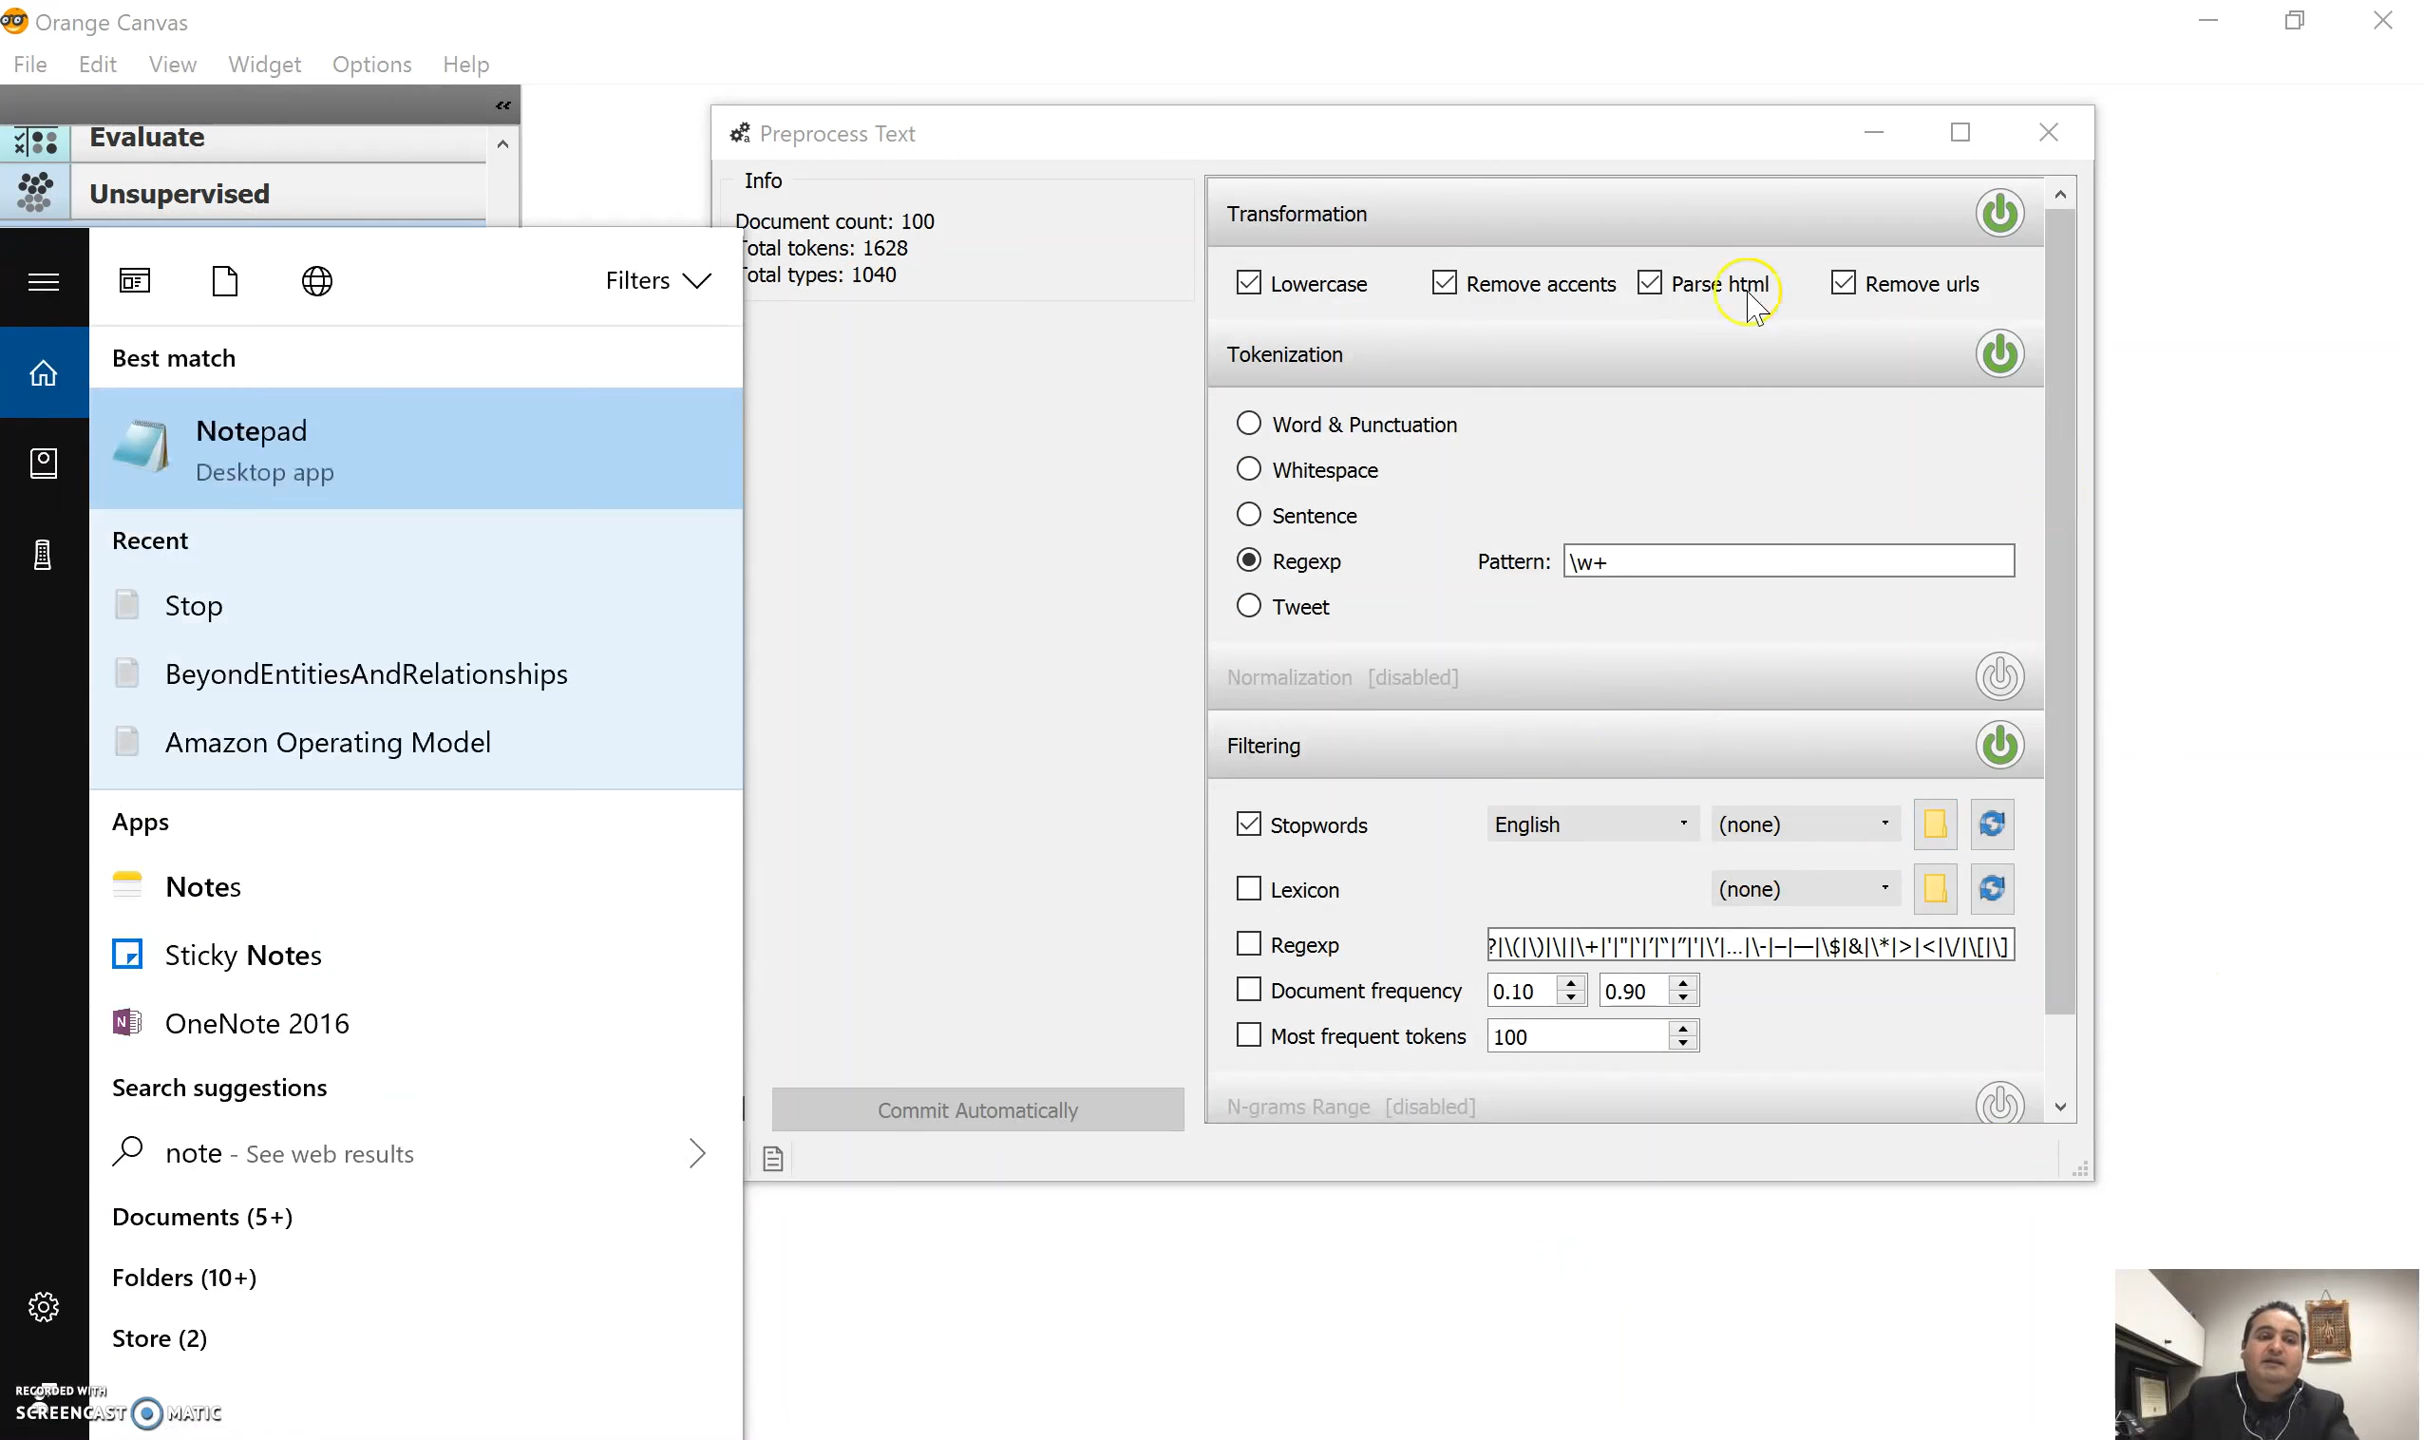 Orange Canvas
File Edit View Widget Options Help
Evaluate
Unsupervised
Filters
Best match
Notepad
Desktop app
Recent
Stop
BeyondEntitiesAndRelationships
Amazon Operating Model
Apps
Notes
Sticky Notes
OneNote 2016
Search suggestions
note - See web results
Documents (5+)
Folders (10+)
Store (2)
RECORDED WITH
SCREENCAST MATIC
Preprocess Text
Info
Document count: 100
Total tokens: 1628
Total types: 1040
Commit Automatically
Transformation
Lowercase Remove accents Parse html Remove urls
Tokenization
Word & Punctuation
Whitespace
Sentence
Regexp Pattern: \w+
Tweet
Normalization [disabled]
Filtering
Stopwords English (none)
Lexicon (none)
Regexp ?|\(|\)|\||\+|'|"|‘|’|“|”|'|\’|…|\-|–|—|\$|&|\*|>|<|\/|\[|\]
Document frequency 0.10 0.90
Most frequent tokens 100
N-grams Range [disabled]